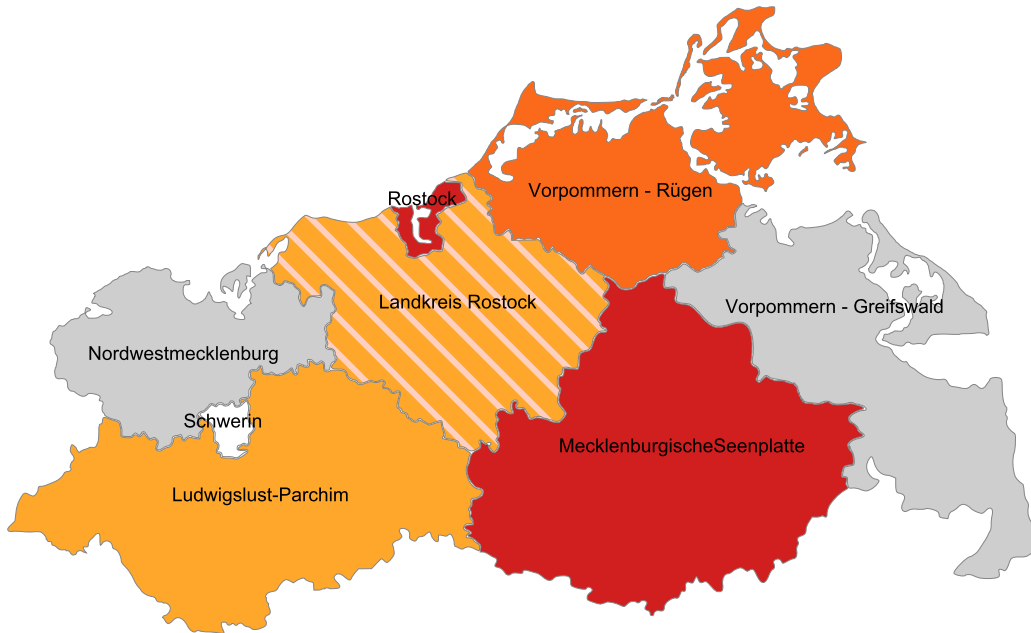 Vorpommern - Rügen
Rostock
Landkreis Rostock
Vorpommern - Greifswald
Nordwestmecklenburg
Schwerin
MecklenburgischeSeenplatte
Ludwigslust-Parchim